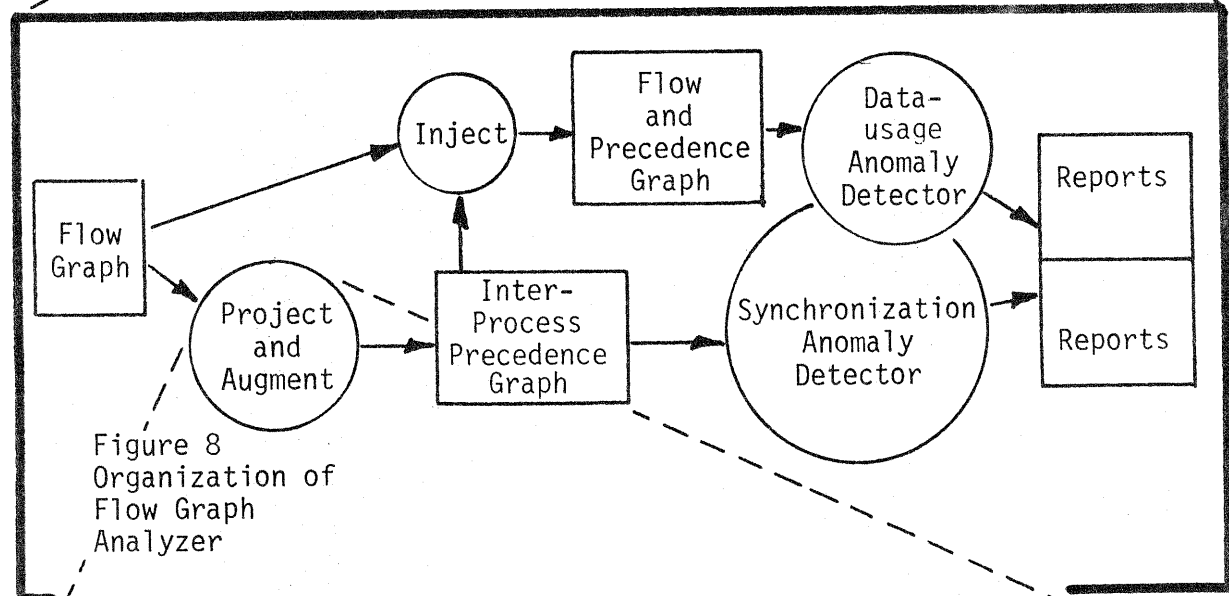 Flow
Graph
Project
and
Augment
Inject
Inter-
Process
Precedence
Graph
Flow
and
Precedence
Graph
Data-
usage
Anomaly
Detector
Synchronization
Anomaly
Detector
Reports
Reports
Figure 8
Organization of
Flow Graph
Analyzer